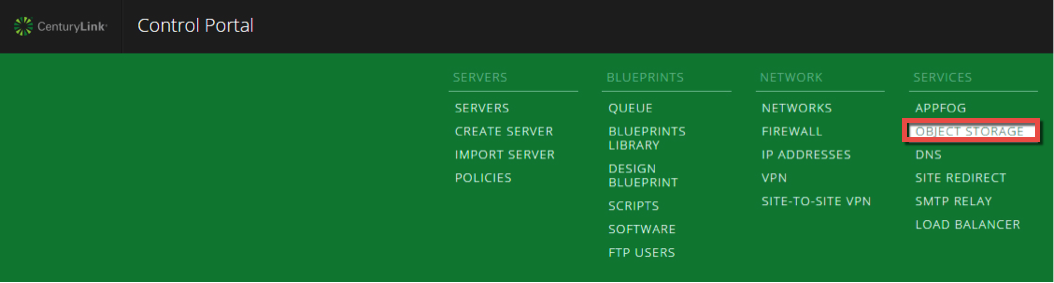 CenturyLink
Control Portal
SERVERS
SERVERS
CREATE SERVER
IMPORT SERVER
POLICIES
BLUEPRINTS
QUEUE
BLUEPRINTS
LIBRARY
DESIGN
BLUEPRINT
SCRIPTS
SOFTWARE
FTP USERS
NETWORK
NETWORKS
FIREWALL
IP ADDRESSES
VPN
SITE-TO-SITE VPN
SERVICES
APPFOG
OBJECT STORAGE
DNS
SITE REDIRECT
SMTP RELAY
LOAD BALANCER